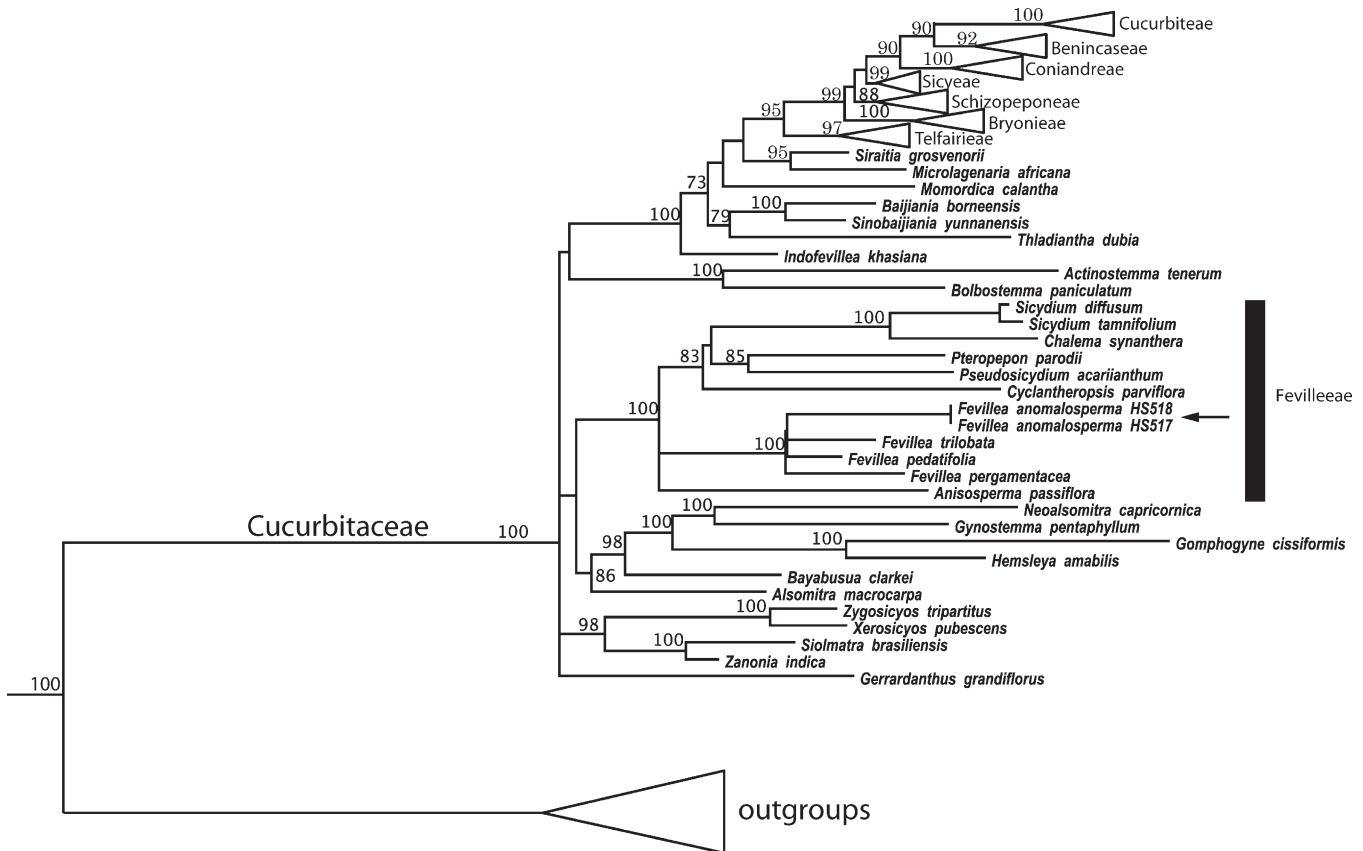 100
Cucurbiteae
90
92
Benincaseae
90
100
Coniandreae
99
Sicyeae
99
88
Schizopeponeae
95
100
Bryonieae
97
Telfairieae
95
Siraitia grosvenorii
Microlagenaria africana
73
Momordica calantha
100
Baijiania borneensis
100
79
Sinobaijiania yunnanensis
Thladiantha dubia
Indofevillea khasiana
100
Actinostemma tenerum
Bolbostemma paniculatum
Sicydium diffusum
100
Sicydium tamnifolium
Chalema synanthera
83
85
Pteropepon parodii
Pseudosicydium acariianthum
Cyclantheropsis parviflora
Fevilleeae
100
Fevillea anomalosperma HS518
Fevillea anomalosperma HS517
100
Fevillea trilobata
Fevillea pedatifolia
Fevillea pergamentacea
Anisosperma passiflora
100
Neoalsomitra capricornica
Cucurbitaceae
100
100
Gynostemma pentaphyllum
98
100
Gomphogyne cissiformis
Hemsleya amabilis
86
Bayabusua clarkei
Alsomitra macrocarpa
100
Zygosicyos tripartitus
98
Xerosicyos pubescens
100
Siolmatra brasiliensis
Zanonia indica
100
Gerrardanthus grandiflorus
outgroups